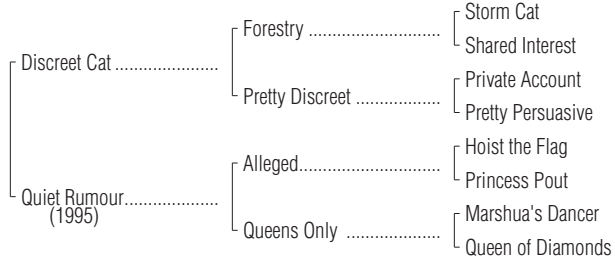 Storm Cat
Forestry ............................
Shared Interest
Discreet Cat ......................
Private Account
Pretty Discreet ..................
Pretty Persuasive
Hoist the Flag
Alleged..............................
Princess Pout
Quiet Rumour....................
(1995)
Marshua's Dancer
Queens Only ....................
Queen of Diamonds